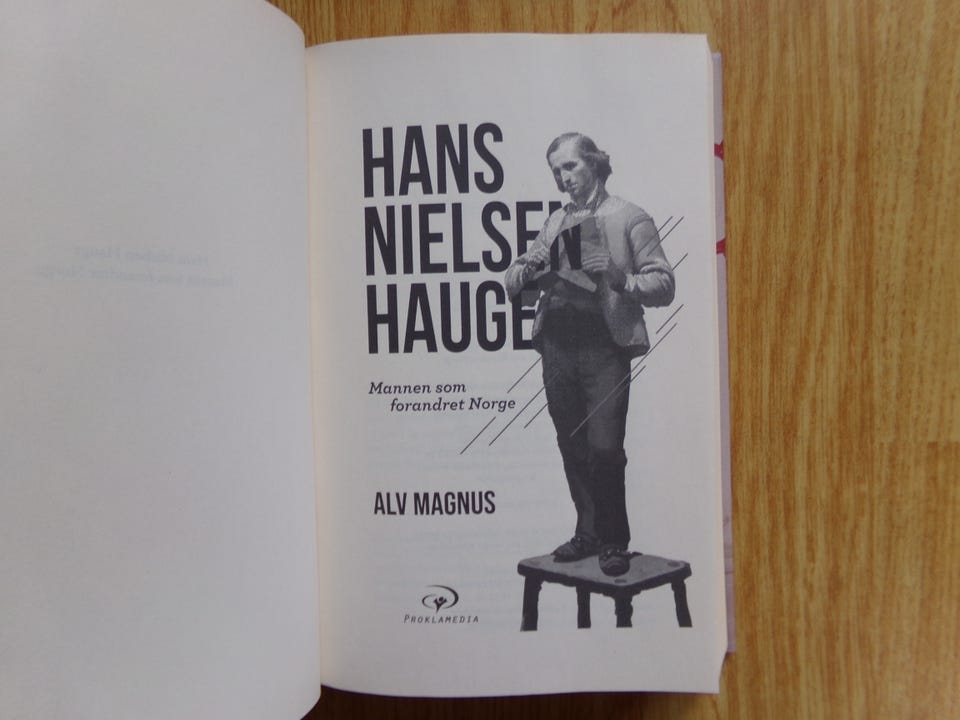 HANS
NIELSEN
HAUGE
Mannen som
forandret Norge
ALV MAGNUS
PROKLAMEDIA